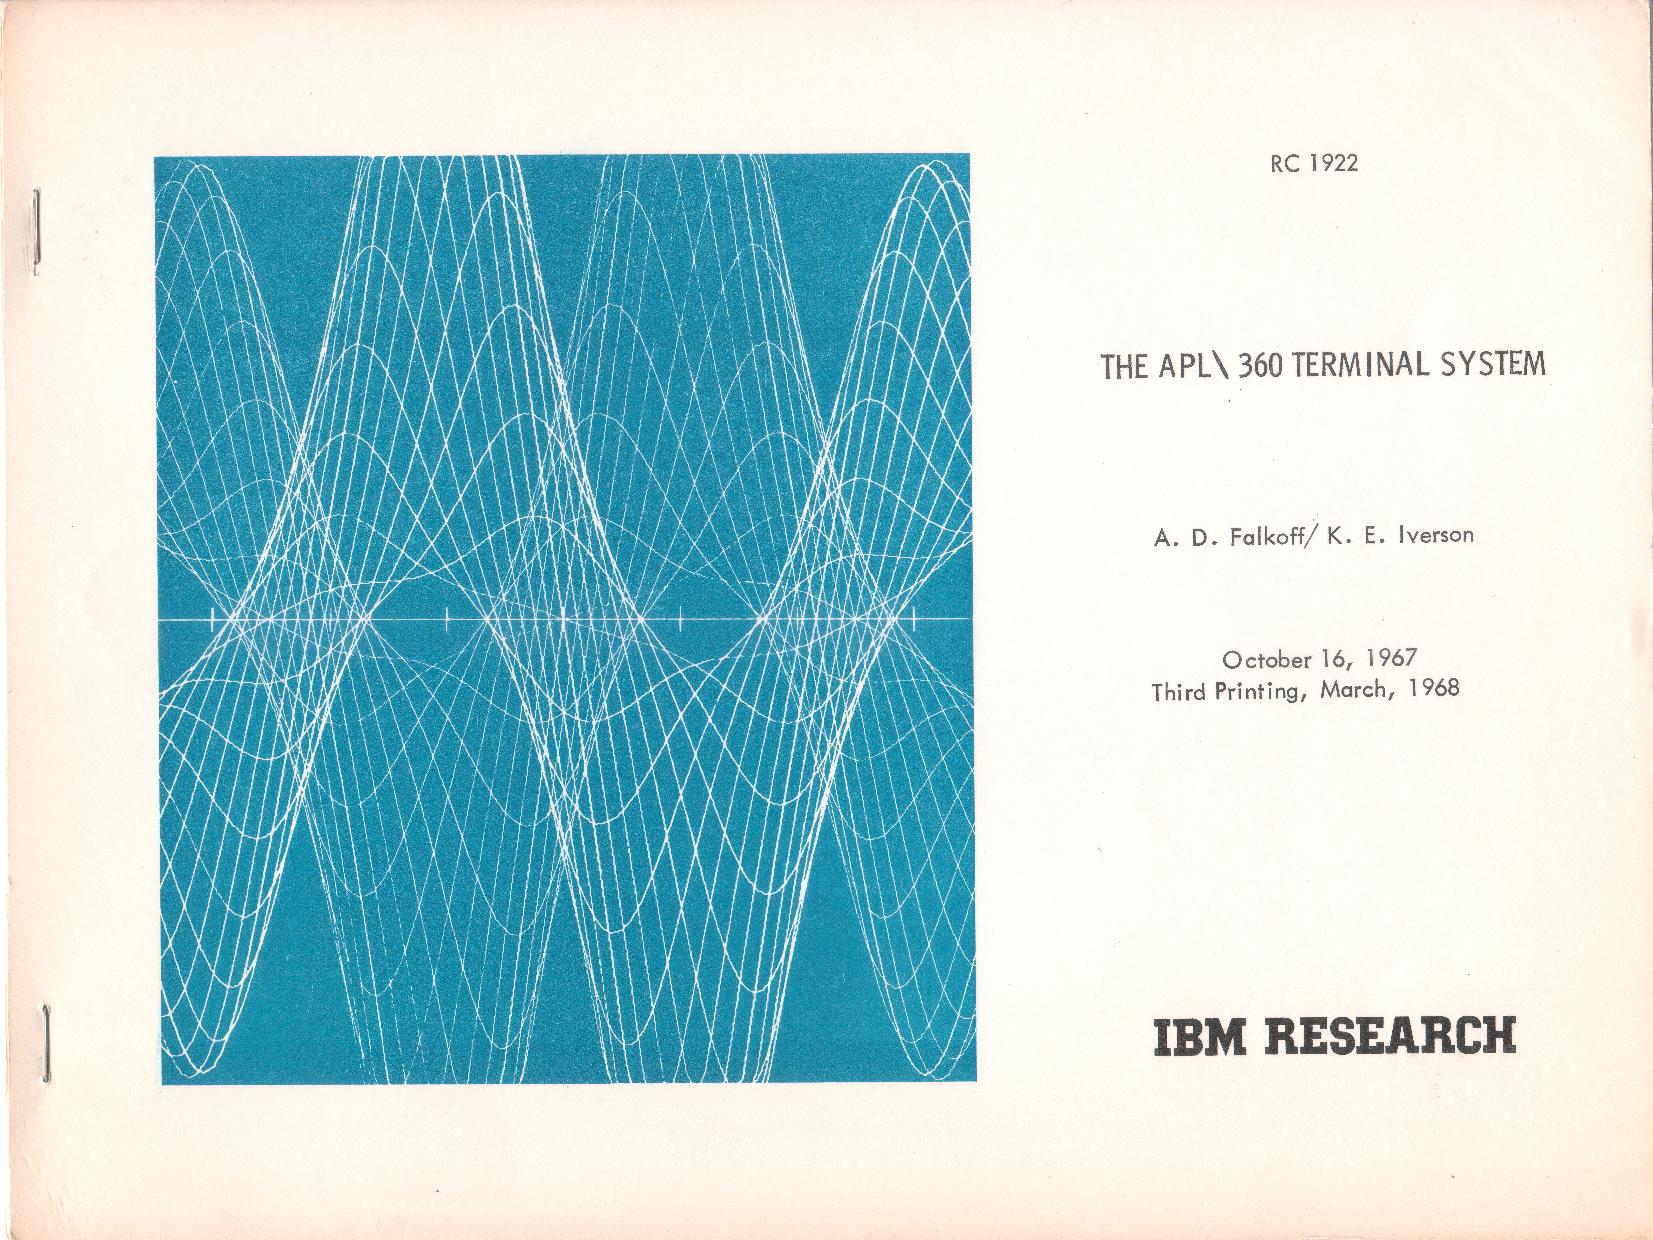 RC 1922
THE APL\ 360 TERMINAL SYSTEM
A. D. Falkoff/ K. E. Iverson
October 16, 1967
Third Printing, March, 1968
IBM RESEARCH